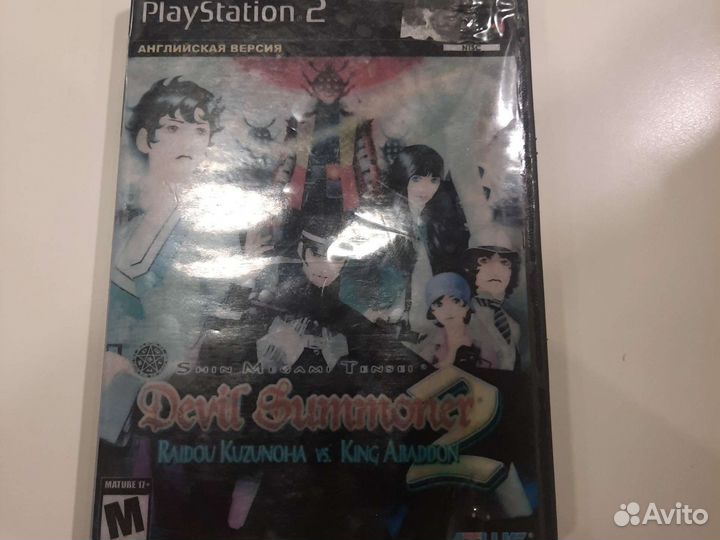 PlayStation 2
АНГЛИЙСКАЯ ВЕРСИЯ
NTSC
SHIN MEGAMI TENSEI
Devil Summoner 2
RAIDOU KUZUNOHA VS. KING ABADDON
MATURE 17+
M
ATLUS
Avito